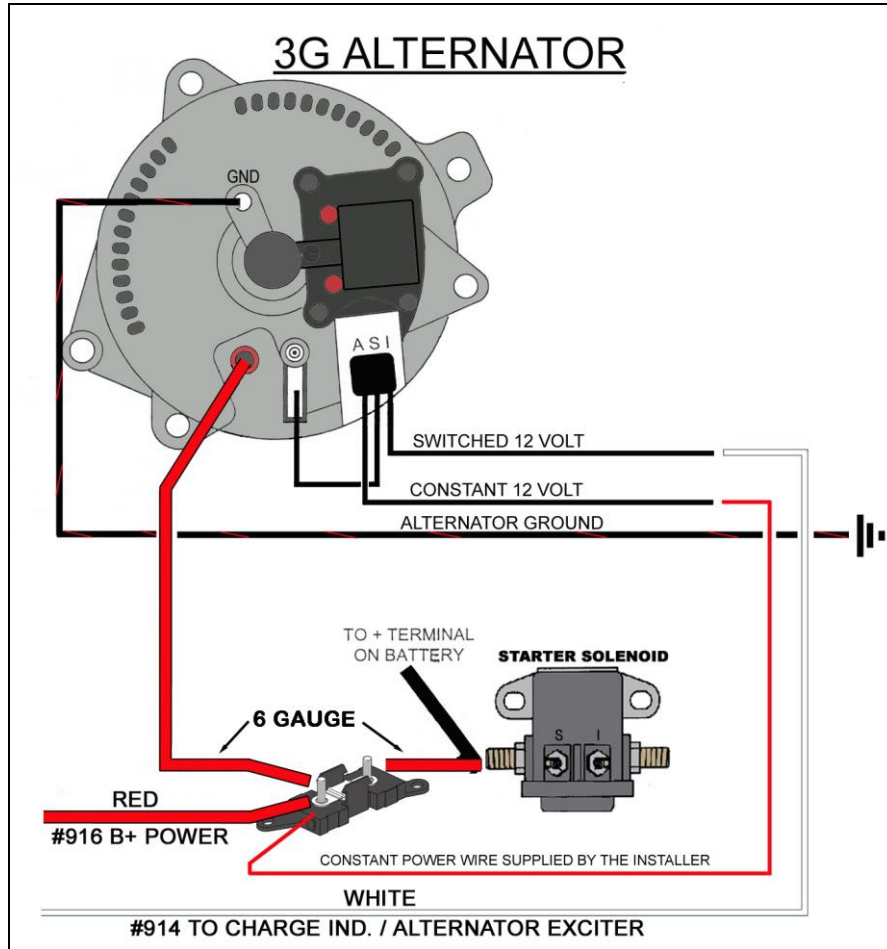 3G ALTERNATOR
GND
A S I
SWITCHED 12 VOLT
CONSTANT 12 VOLT
ALTERNATOR GROUND
TO + TERMINAL
ON BATTERY
STARTER SOLENOID
S I
6 GAUGE
RED
#916 B+ POWER
CONSTANT POWER WIRE SUPPLIED BY THE INSTALLER
WHITE
#914 TO CHARGE IND. / ALTERNATOR EXCITER